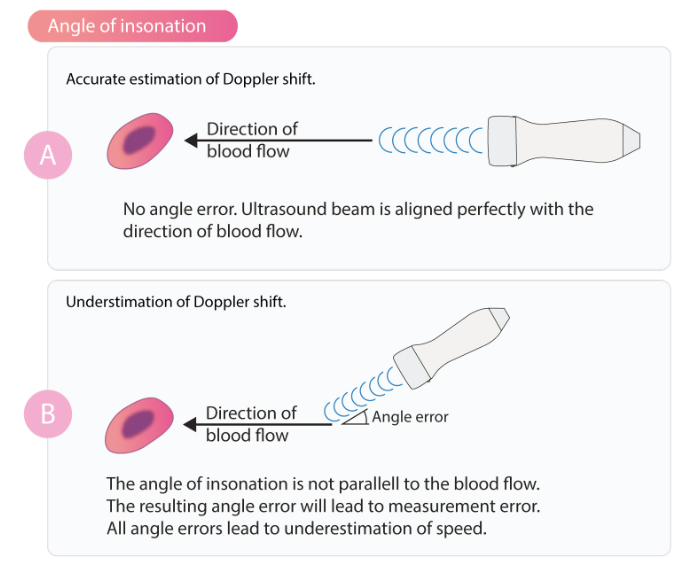 Angle of insonation
Accurate estimation of Doppler shift.
A
Direction of
blood flow
No angle error. Ultrasound beam is aligned perfectly with the
direction of blood flow.
Understimation of Doppler shift.
B
Direction of
blood flow
Angle error
The angle of insonation is not parallell to the blood flow.
The resulting angle error will lead to measurement error.
All angle errors lead to underestimation of speed.